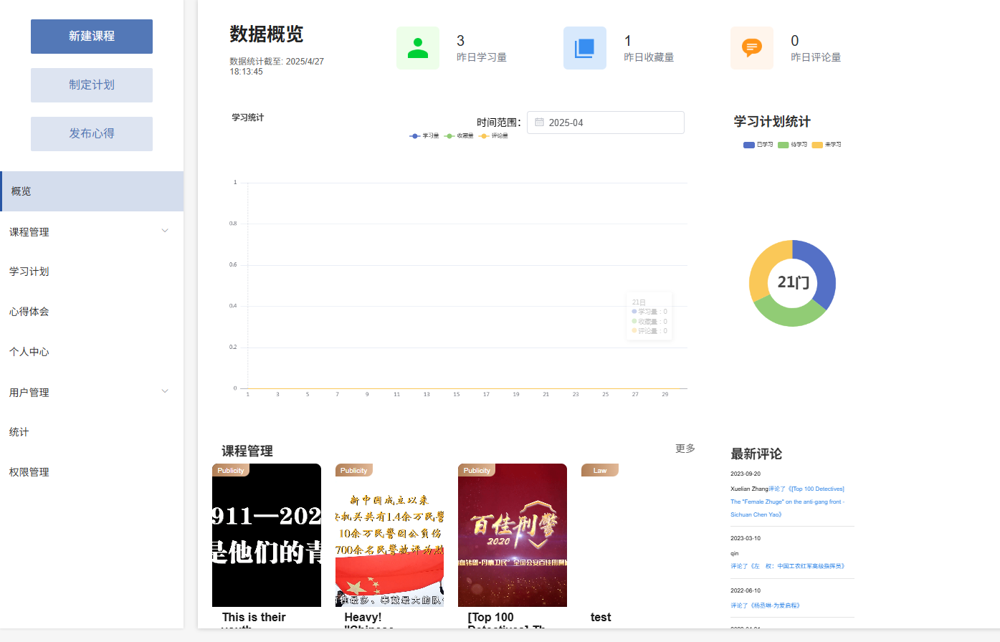 新建课程
制定计划
发布心得
概览
课程管理
学习计划
心得体会
个人中心
用户管理
统计
权限管理
数据概览
数据统计截至: 2025/4/27
18:13:45
3
昨日学习量
1
昨日收藏量
0
昨日评论量
学习统计
时间范围：
2025-04
学习量 收藏量 评论量
1
0.8
0.6
0.4
0.2
0
21日
学习量 : 0
收藏量 : 0
评论量 : 0
1 3 5 7 9 11 13 15 17 19 21 23 25 27 29
学习计划统计
已学习 待学习 未学习
21门
课程管理
更多
Publicity
911—202
是他们的青
This is their
Publicity
新中国成立以来
安机关共有1.4余万民警
10余万民警因公负伤
700余名民警被评为烈
牺牲最多、奉献最大的队
Heavy!
"Chinese
Publicity
百佳刑警
2020
全国公安百佳刑警
[Top 100
Detectives] Th
Law
test
最新评论
2023-09-20
Xuelian Zhang评论了《[Top 100 Detectives]
The "Female Zhuge" on the anti-gang front -
Sichuan Chen Yao》
2023-03-10
qin
评论了《左 权：中国工农红军高级指挥员》
2022-06-10
评论了《杨丞琳-为爱启程》